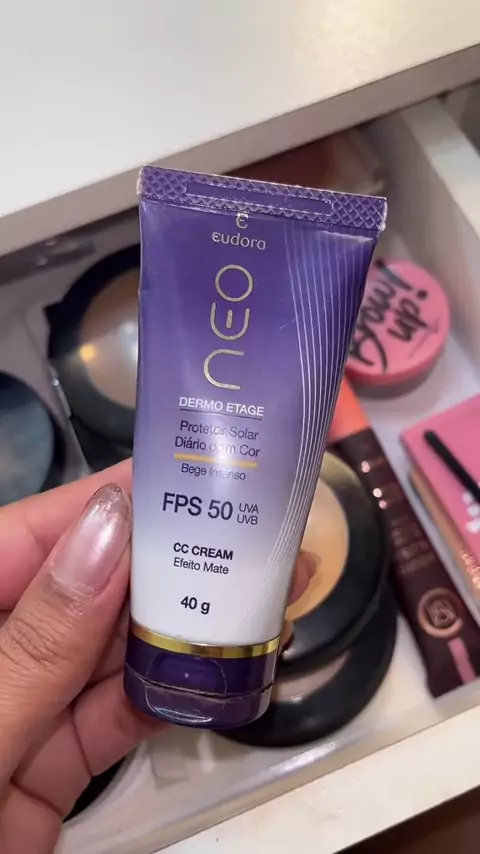 E
eudora
neo
DERMO ETAGE
Protetor Solar
Diário com Cor
Bege Intenso
FPS 50 UVA
UVB
CC CREAM
Efeito Mate
40 g
up!